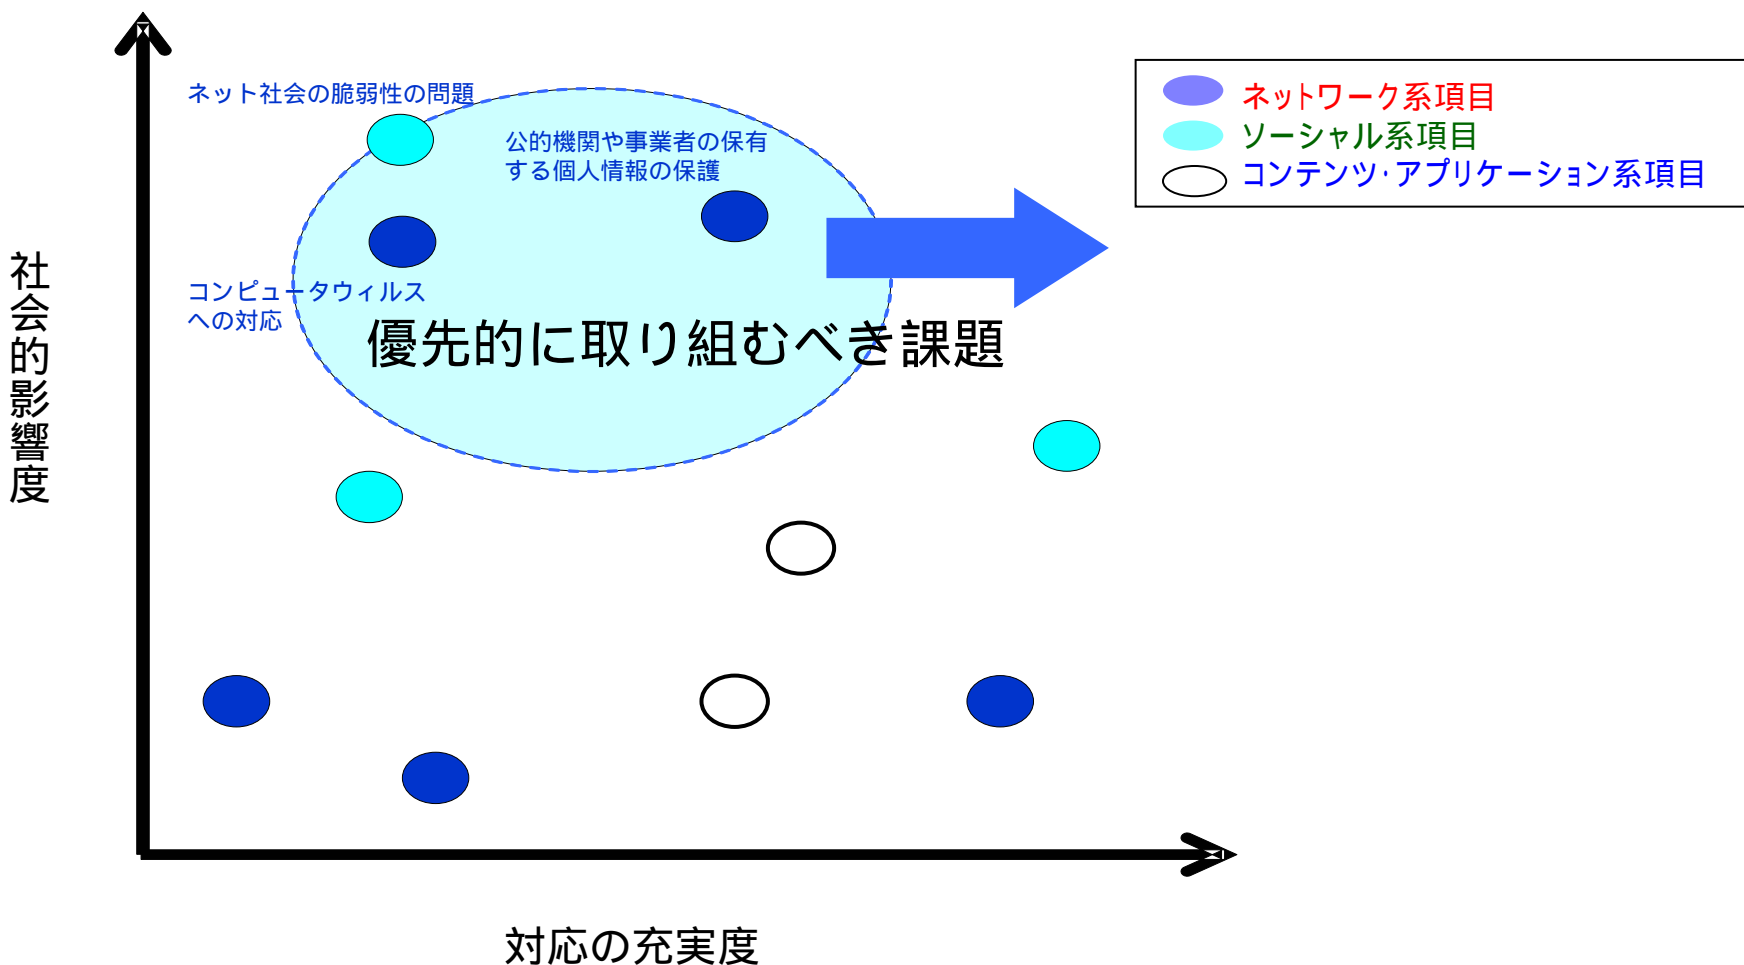 ネット社会の脆弱性の問題
公的機関や事業者の保有
する個人情報の保護
コンピュータウィルス
への対応
優先的に取り組むべき課題
ネットワーク系項目
ソーシャル系項目
コンテンツ・アプリケーション系項目
社会的影響度
対応の充実度